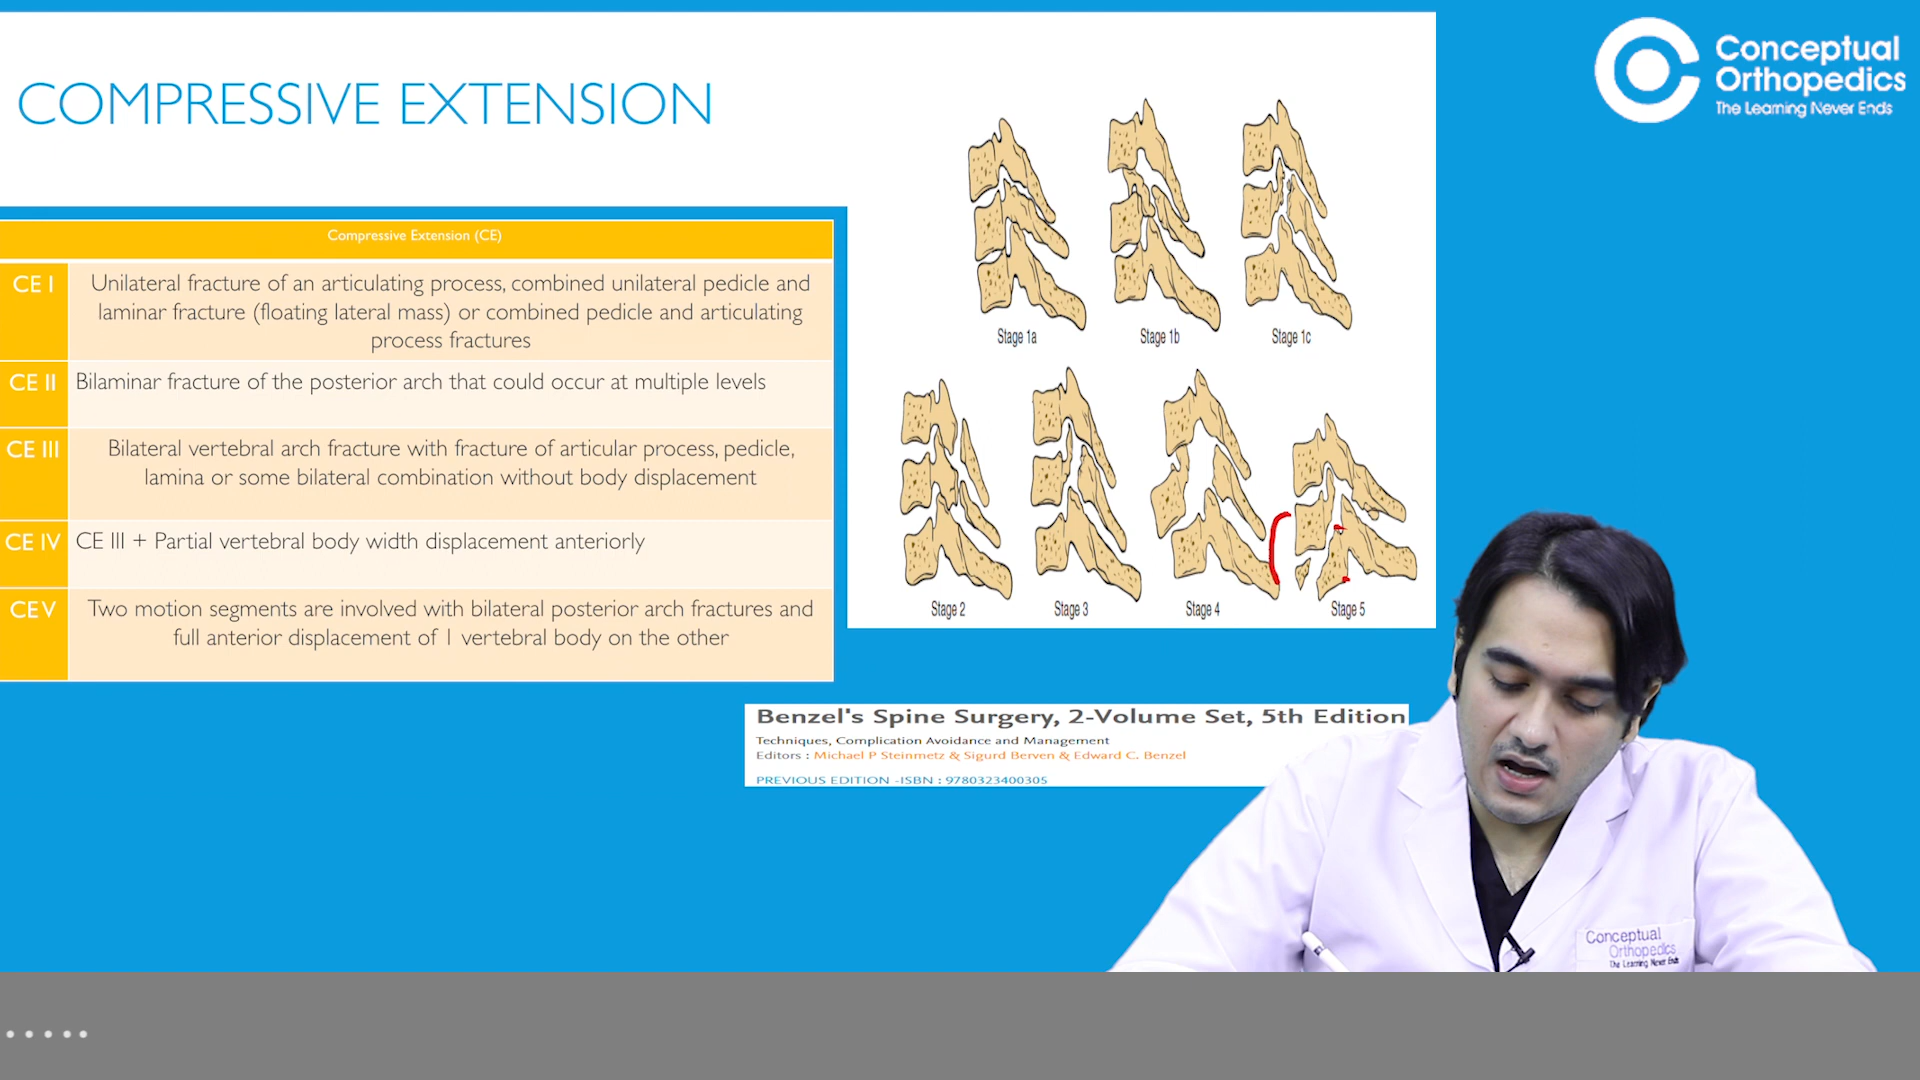 COMPRESSIVE EXTENSION
Conceptual
Orthopedics
The Learning Never Ends
Compressive Extension (CE)
CE I
Unilateral fracture of an articulating process, combined unilateral pedicle and
laminar fracture (floating lateral mass) or combined pedicle and articulating
process fractures
CE II
Bilaminar fracture of the posterior arch that could occur at multiple levels
CE III
Bilateral vertebral arch fracture with fracture of articular process, pedicle,
lamina or some bilateral combination without body displacement
CE IV
CE III + Partial vertebral body width displacement anteriorly
CE V
Two motion segments are involved with bilateral posterior arch fractures and
full anterior displacement of 1 vertebral body on the other
Stage 1a
Stage 1b
Stage 1c
Stage 2
Stage 3
Stage 4
Stage 5
Benzel's Spine Surgery, 2-Volume Set, 5th Edition
Techniques, Complication Avoidance and Management
Editors : Michael P Steinmetz & Sigurd Berven & Edward C. Benzel
PREVIOUS EDITION -ISBN : 9780323400305
Conceptual
Orthopedics
The Learning Never Ends